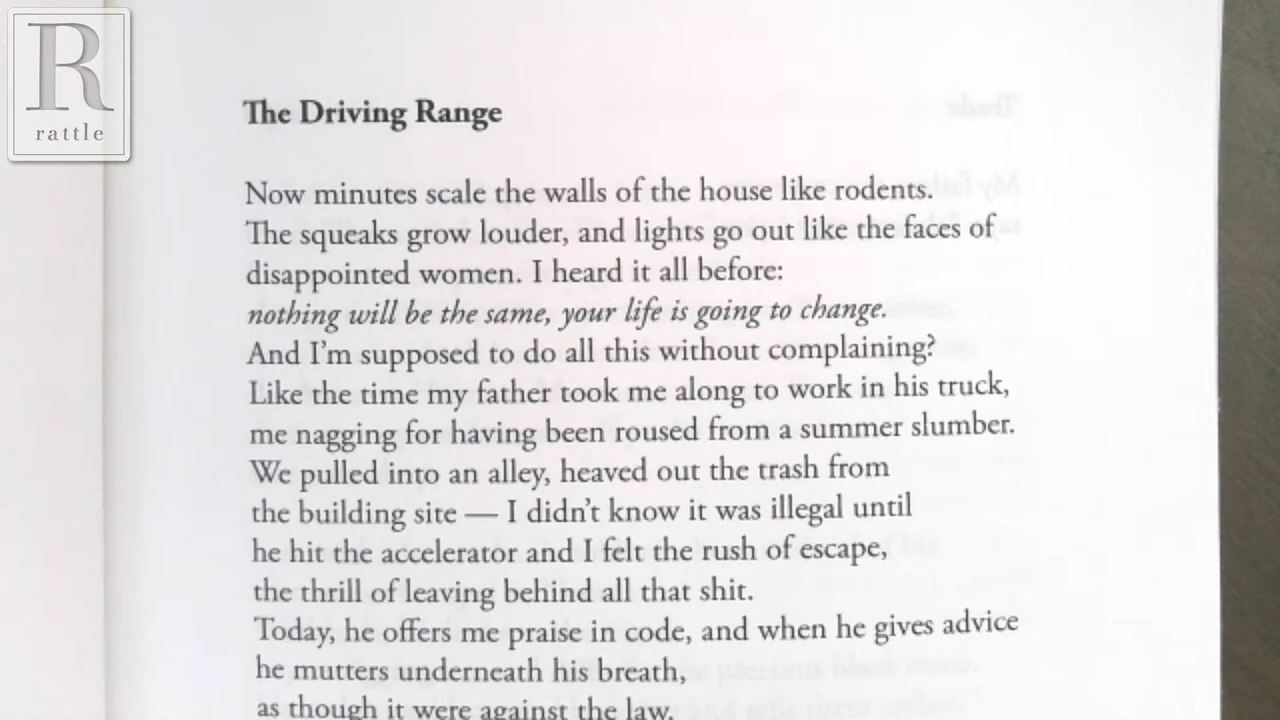 R
rattle
The Driving Range
Now minutes scale the walls of the house like rodents.
The squeaks grow louder, and lights go out like the faces of
disappointed women. I heard it all before:
nothing will be the same, your life is going to change.
And I'm supposed to do all this without complaining?
Like the time my father took me along to work in his truck,
me nagging for having been roused from a summer slumber.
We pulled into an alley, heaved out the trash from
the building site — I didn't know it was illegal until
he hit the accelerator and I felt the rush of escape,
the thrill of leaving behind all that shit.
Today, he offers me praise in code, and when he gives advice
he mutters underneath his breath,
as though it were against the law.
Trade